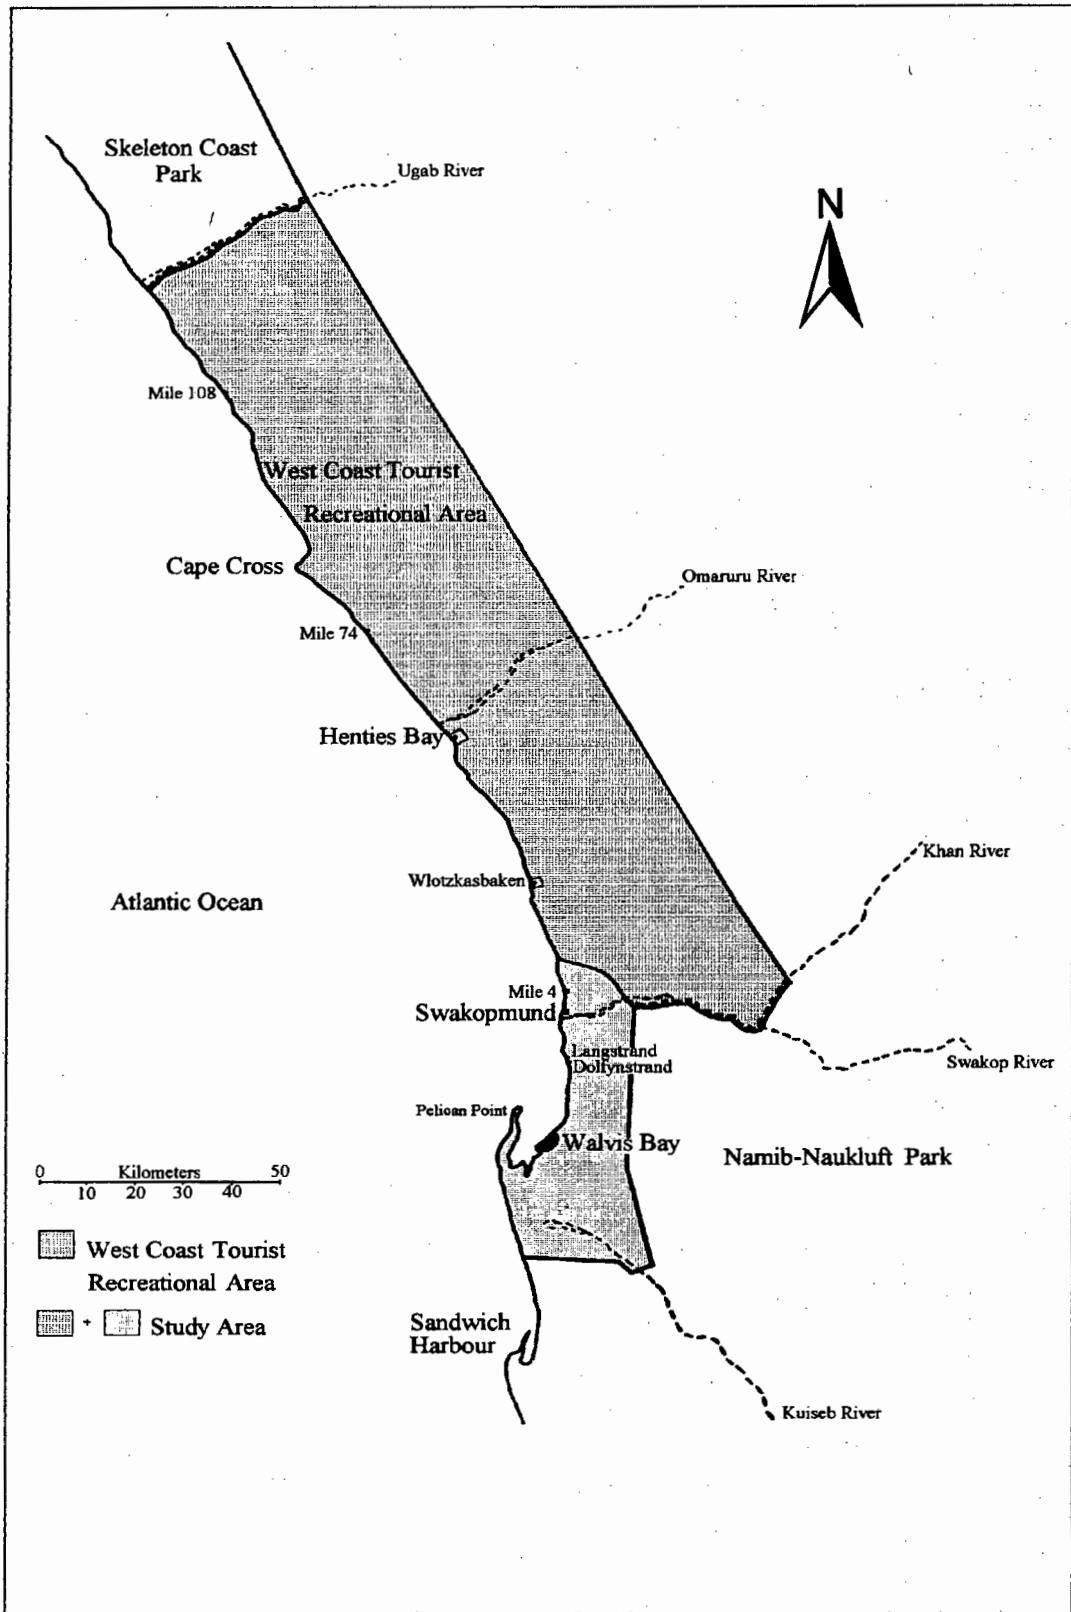 Skeleton Coast
Park
Ugab River
N
Mile 108
West Coast Tourist
Recreational Area
Cape Cross
Omaruru River
Mile 74
Henties Bay
Khan River
Wlotzkasbaken
Atlantic Ocean
Mile 4
Swakopmund
Langstrand
Dolfynstrand
Swakop River
Pelican Point
Walvis Bay
Namib-Naukluft Park
0 Kilometers 50
10 20 30 40
West Coast Tourist
Recreational Area
+ Study Area
Sandwich
Harbour
Kuiseb River